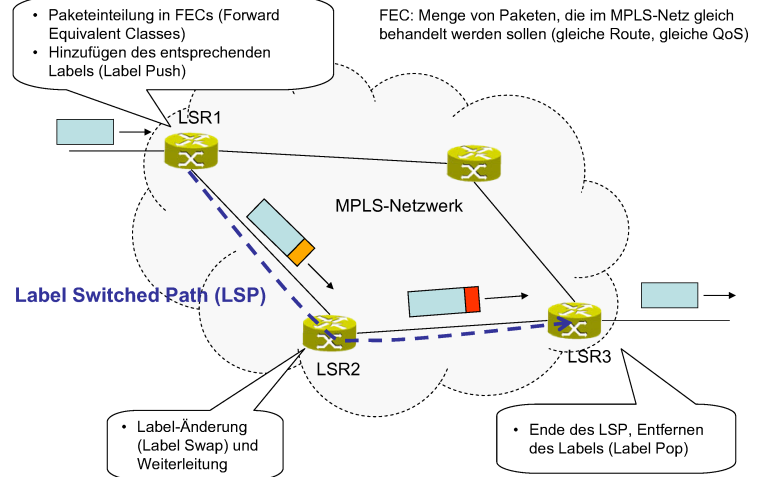 • Paketeinteilung in FECs (Forward
Equivalent Classes)
• Hinzufügen des entsprechenden
Labels (Label Push)
FEC: Menge von Paketen, die im MPLS-Netz gleich
behandelt werden sollen (gleiche Route, gleiche QoS)
LSR1
MPLS-Netzwerk
Label Switched Path (LSP)
LSR2
LSR3
• Label-Änderung
(Label Swap) und
Weiterleitung
• Ende des LSP, Entfernen
des Labels (Label Pop)